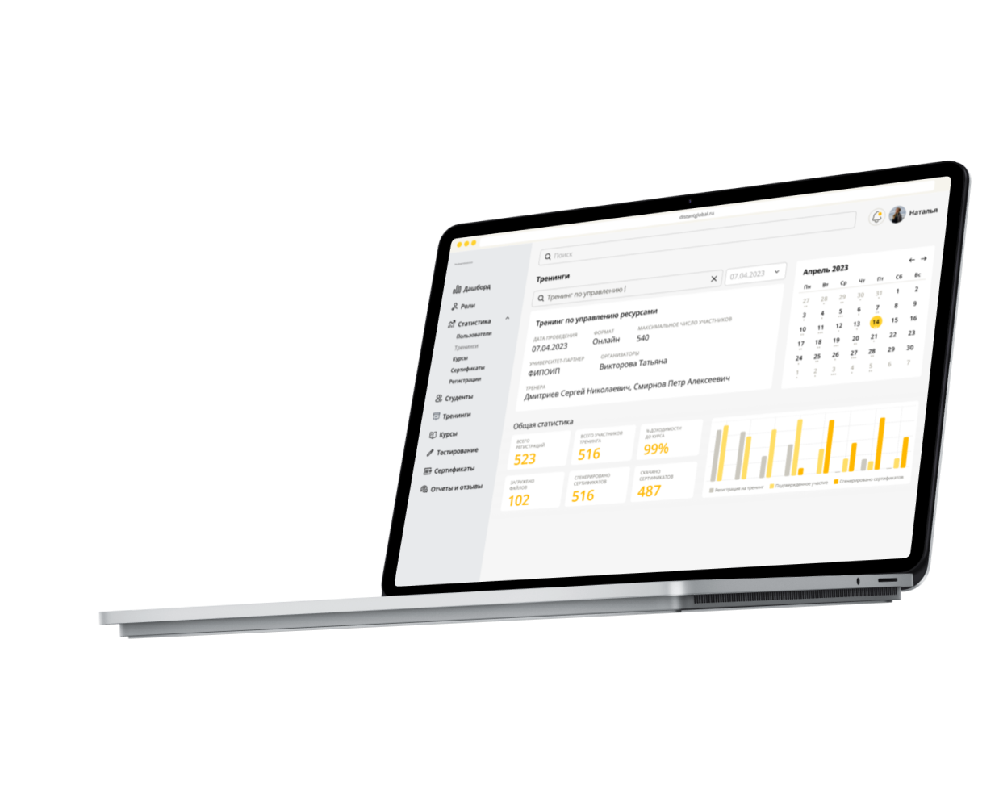 distantglobal.ru
Поиск
Наталья
Дашборд
Роли
Статистика
Пользователи
Тренинги
Курсы
Сертификаты
Регистрации
Студенты
Тренинги
Курсы
Тестирование
Сертификаты
Отчеты и отзывы
Тренинги
Тренинг по управлению
07.04.2023
Тренинг по управлению ресурсами
ДАТА ПРОВЕДЕНИЯ ФОРМАТ МАКСИМАЛЬНОЕ ЧИСЛО УЧАСТНИКОВ
07.04.2023 Онлайн 540
УНИВЕРСИТЕТ-ПАРТНЕР ОРГАНИЗАТОРЫ
ФИПОИП Викторова Татьяна
ТРЕНЕРА
Дмитриев Сергей Николаевич, Смирнов Петр Алексеевич
Апрель 2023
Пн Вт Ср Чт Пт Сб Вс
27 28 29 30 31 1 2
3 4 5 6 7 8 9
10 11 12 13 14 15 16
17 18 19 20 21 22 23
24 25 26 27 28 29 30
1 2 3 4 5 6 7
Общая статистика
ВСЕГО
РЕГИСТРАЦИЙ
523
ВСЕГО УЧАСТНИКОВ
ТРЕНИНГА
516
% ДОХОДИМОСТИ
ДО КУРСА
99%
ЗАГРУЖЕНО
ФАЙЛОВ
102
СГЕНЕРИРОВАНО
СЕРТИФИКАТОВ
516
СКАЧАНО
СЕРТИФИКАТОВ
487
Регистрация на тренинг Подтвержденное участие Сгенерировано сертификатов